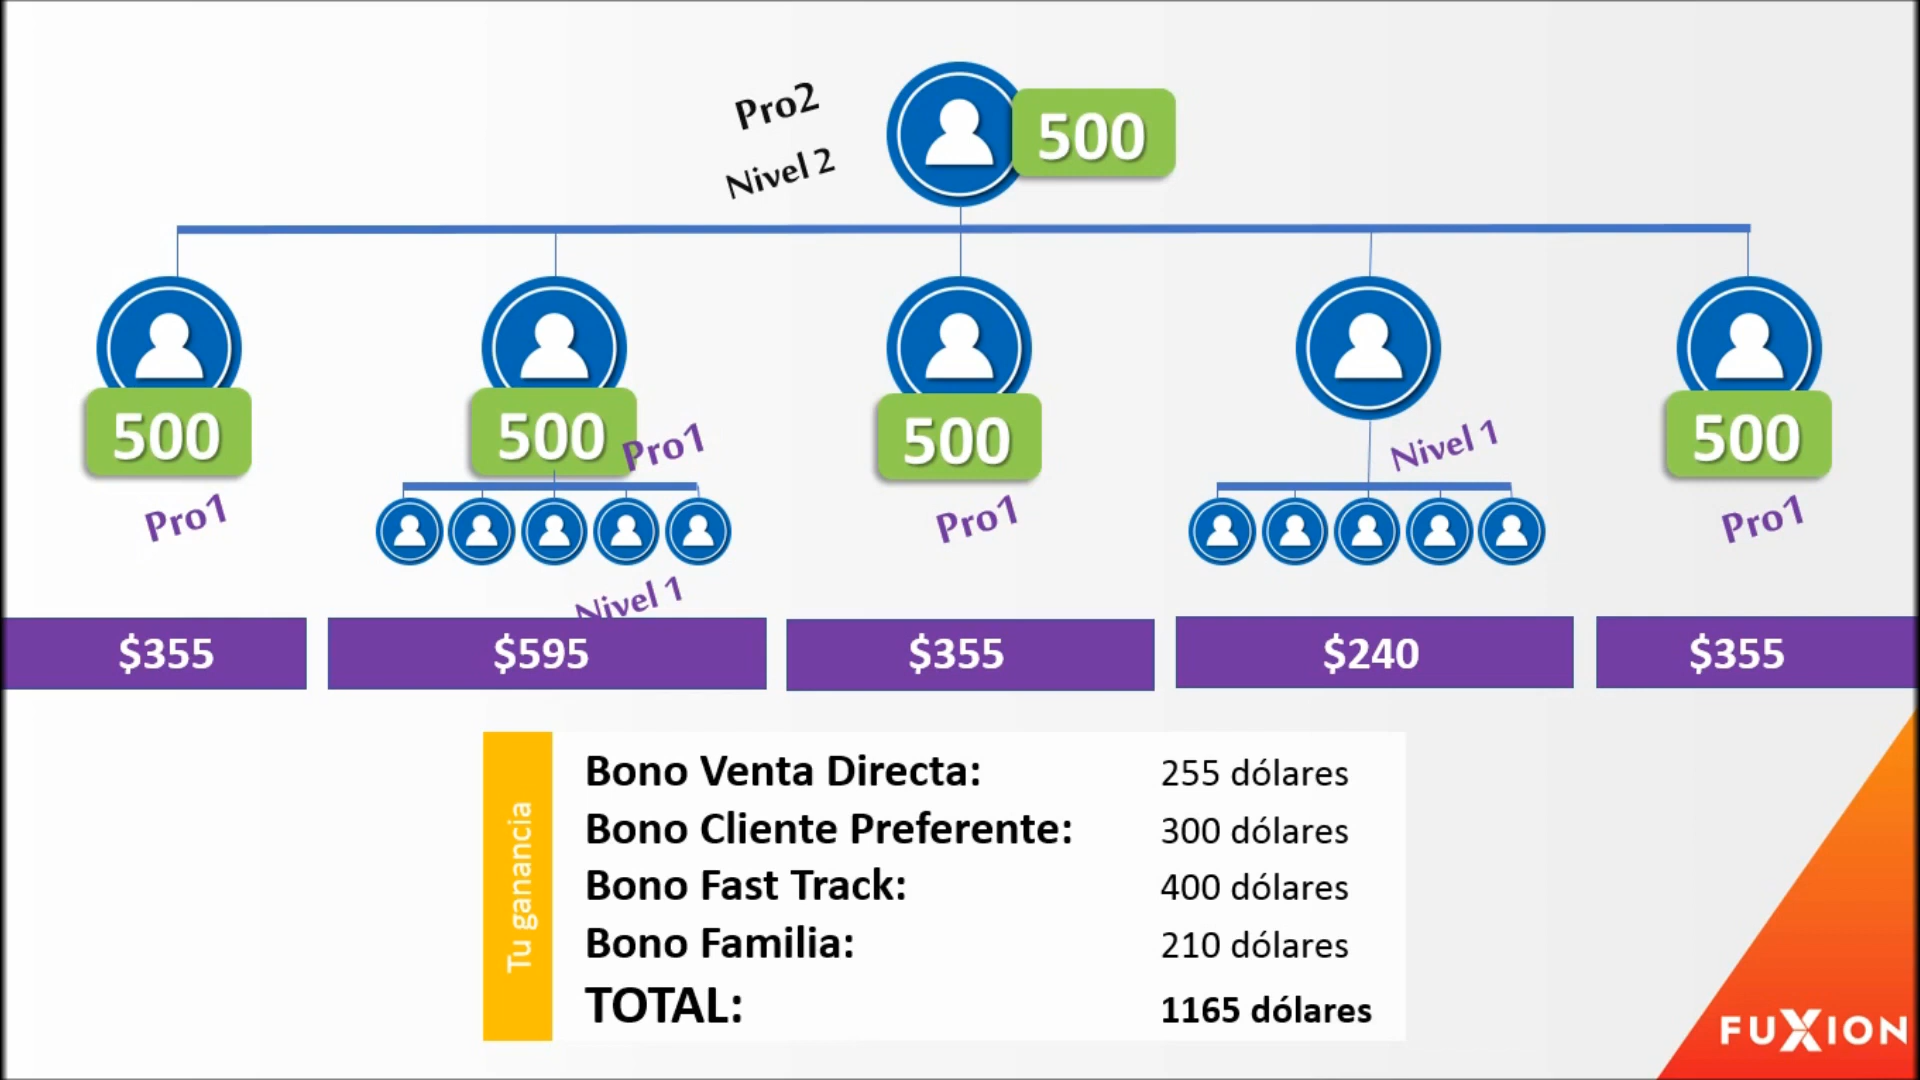 Pro2
500
Nivel 2
500
500
Pro1
500
Nivel 1
500
Pro1
Pro1
Pro1
Nivel 1
$355
$595
$355
$240
$355
Tu ganancia
Bono Venta Directa: 255 dólares
Bono Cliente Preferente: 300 dólares
Bono Fast Track: 400 dólares
Bono Familia: 210 dólares
TOTAL: 1165 dólares
FUXION